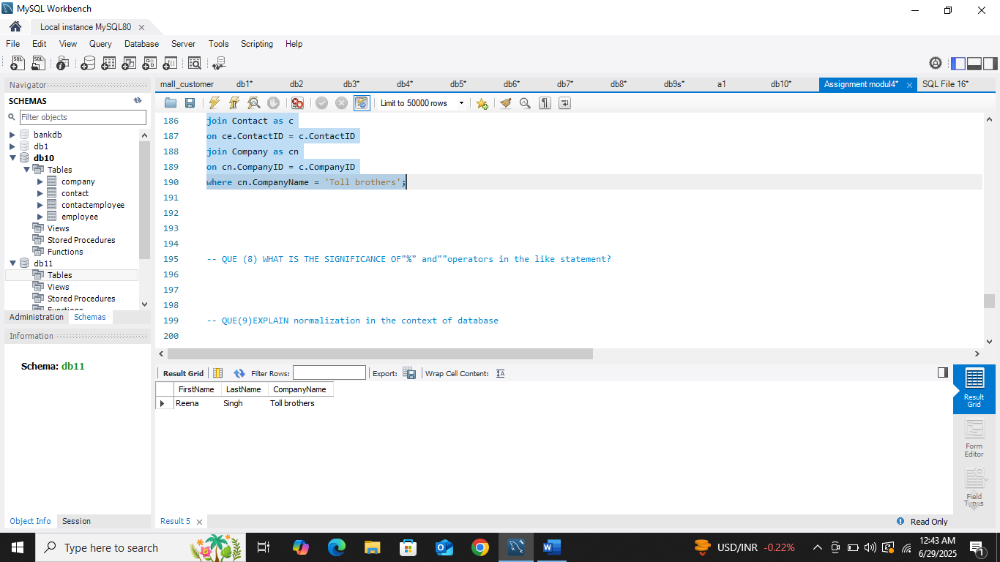 MySQL Workbench
Local instance MySQL80
File Edit View Query Database Server Tools Scripting Help
Navigator
SCHEMAS
Filter objects
bankdb
db1
db10
Tables
company
contact
contactemployee
employee
Views
Stored Procedures
Functions
db11
Tables
Views
Stored Procedures
Functions
Administration Schemas
Information
Schema: db11
Object Info Session
mall_customer db1* db2 db3* db4* db5* db6* db7* db8* db9s* a1 db10* Assignment modul4* SQL File 16*
Limit to 50000 rows
186 join Contact as c
187 on ce.ContactID = c.ContactID
188 join Company as cn
189 on cn.CompanyID = c.CompanyID
190 where cn.CompanyName = 'Toll brothers';
191
192
193
194
195 -- QUE (8) WHAT IS THE SIGNIFICANCE OF"%" and""operators in the like statement?
196
197
198
199 -- QUE(9)EXPLAIN normalization in the context of database
200
Result Grid Filter Rows: Export: Wrap Cell Content:
FirstName LastName CompanyName
Reena Singh Toll brothers
Result Grid
Form Editor
Field Types
Result 5
Read Only
Type here to search
USD/INR -0.22%
12:43 AM
6/29/2025
1